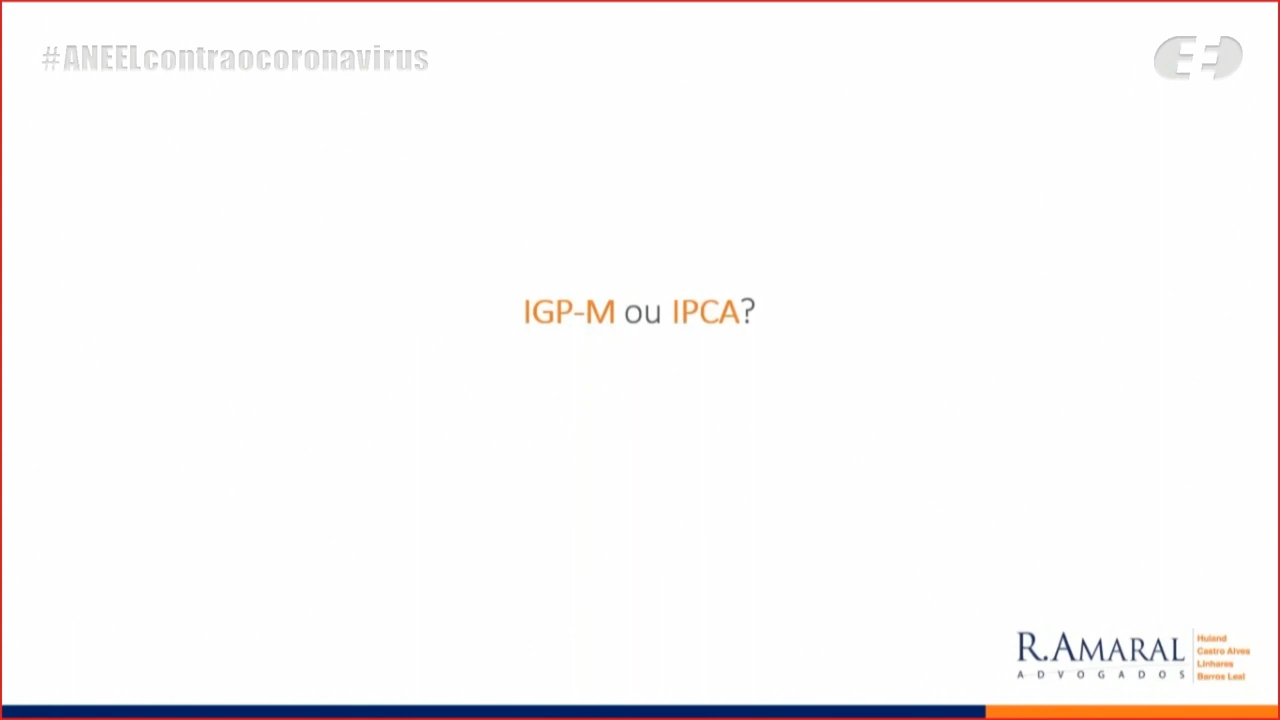 #ANEELcontraocoronavirus
IGP-M ou IPCA?
R.AMARAL
ADVOGADOS
Huland
Castro Alves
Linhares
Barros Leal